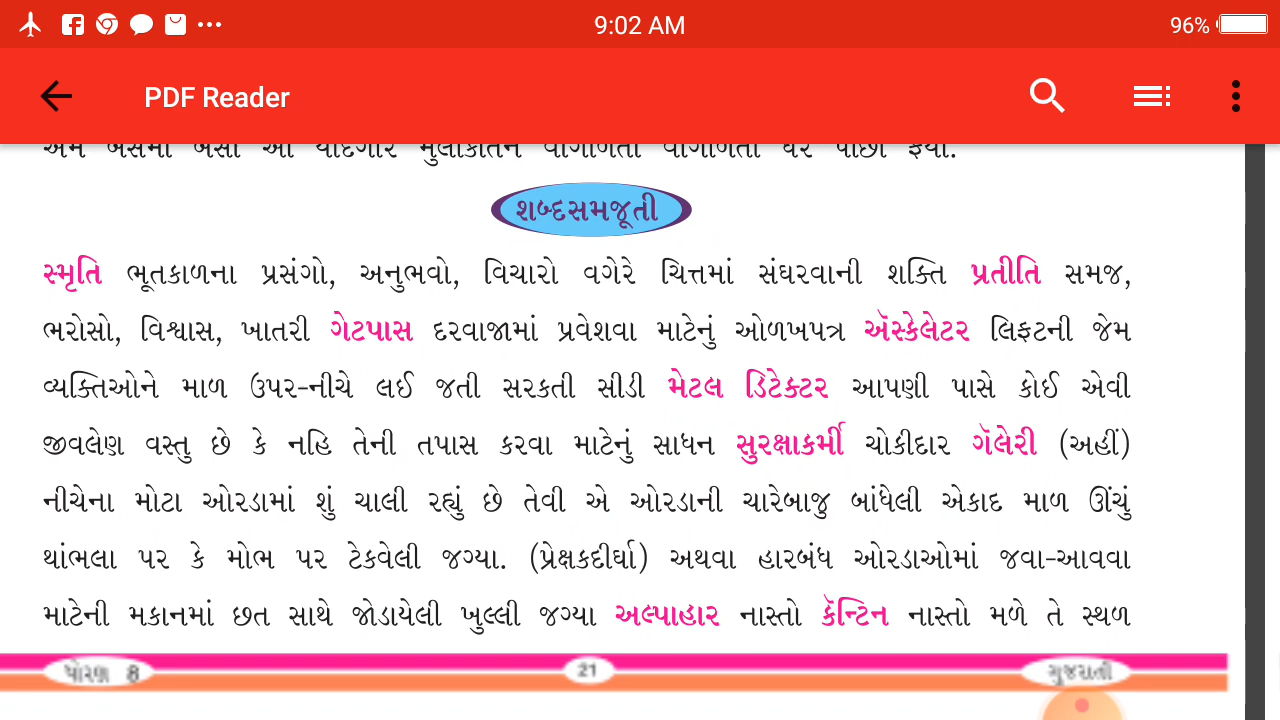 9:02 AM
96%
PDF Reader
શબ્દસમજૂતી
સ્મૃતિ ભૂતકાળના પ્રસંગો, અનુભવો, વિચારો વગેરે ચિત્તમાં સંઘરવાની શક્તિ પ્રતીતિ સમજ,
ભરોસો, વિશ્વાસ, ખાતરી ગેટપાસ દરવાજામાં પ્રવેશવા માટેનું ઓળખપત્ર ઍસ્કેલેટર લિફટની જેમ
વ્યક્તિઓને માળ ઉપર-નીચે લઈ જતી સરકતી સીડી મેટલ ડિટેક્ટર આપણી પાસે કોઈ એવી
જીવલેણ વસ્તુ છે કે નહિ તેની તપાસ કરવા માટેનું સાધન સુરક્ષાકર્મી ચોકીદાર ગૅલેરી (અહીં)
નીચેના મોટા ઓરડામાં શું ચાલી રહ્યું છે તેવી એ ઓરડાની ચારેબાજુ બાંધેલી એકાદ માળ ઊંચું
થાંભલા પર કે મોભ પર ટેકવેલી જગ્યા. (પ્રેક્ષકદીર્ઘા) અથવા હારબંધ ઓરડાઓમાં જવા-આવવા
માટેની મકાનમાં છત સાથે જોડાયેલી ખુલ્લી જગ્યા અલ્પાહાર નાસ્તો કૅન્ટિન નાસ્તો મળે તે સ્થળ
ધોરણ 8 21 ગુજરાતી